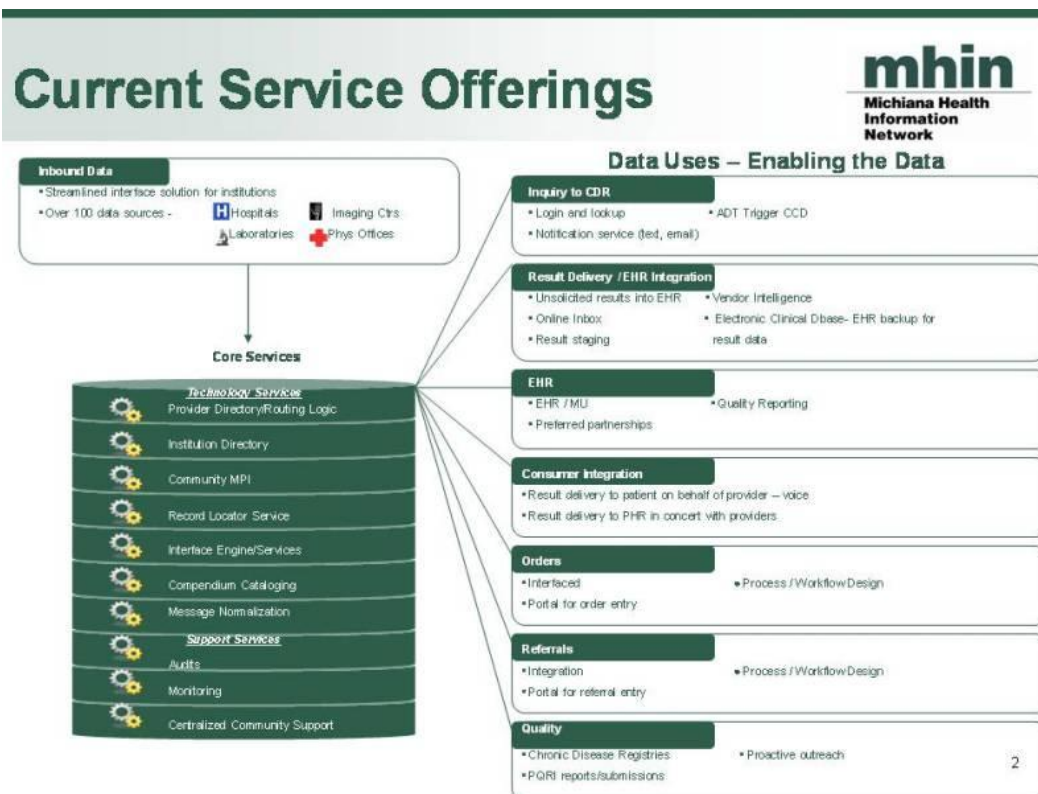 Current Service Offerings
mhin
Michiana Health
Information
Network
Inbound Data
▪ Streamlined interface solution for institutions
▪ Over 100 data sources - H Hospitals Imaging Ctrs
Laboratories Phys Offices
Core Services
Technology Services
Provider Directory/Routing Logic
Institution Directory
Community MPI
Record Locator Service
Interface Engine/Services
Compendium Cataloging
Message Normalization
Support Services
Audits
Monitoring
Centralized Community Support
Data Uses – Enabling the Data
Inquiry to CDR
▪ Login and lookup ▪ ADT Trigger CCD
▪ Notification service (text, email)
Result Delivery /EHR Integration
▪ Unsolicited results into EHR ▪ Vendor Intelligence
▪ Online Inbox ▪ Electronic Clinical Dbase- EHR backup for
▪ Result staging result data
EHR
▪ EHR / MU ▪ Quality Reporting
▪ Preferred partnerships
Consumer Integration
▪ Result delivery to patient on behalf of provider – voice
▪ Result delivery to PHR in concert with providers
Orders
▪ Interfaced ● Process / Workflow Design
▪ Portal for order entry
Referrals
▪ Integration ● Process / Workflow Design
▪ Portal for referral entry
Quality
▪ Chronic Disease Registries ▪ Proactive outreach
▪ PQRI reports/submissions
2